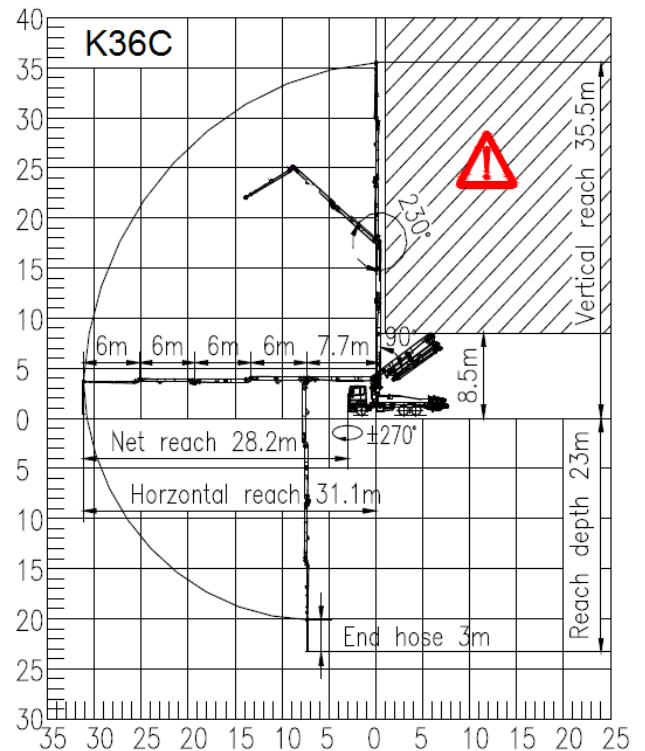 K36C
40
35
30
25
20
15
10
5
0
5
10
15
20
25
30
35 30 25 20 15 10 5 0 5 10 15 20 25
Vertical reach 35.5m
230°
6m 6m 6m 6m 7.7m
90°
8.5m
Net reach 28.2m
±270°
Horzontal reach 31.1m
Reach depth 23m
End hose 3m